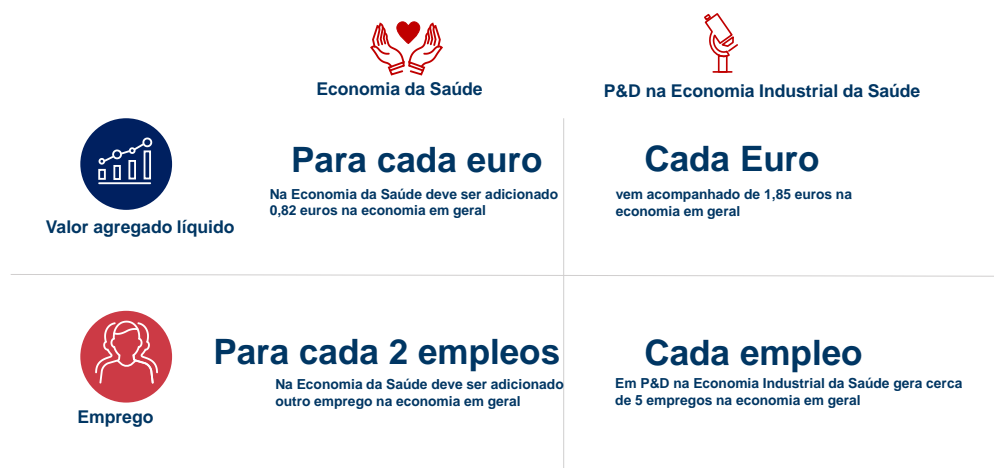 Economia da Saúde
P&D na Economia Industrial da Saúde
Valor agregado líquido
Para cada euro
Na Economia da Saúde deve ser adicionado
0,82 euros na economia em geral
Cada Euro
vem acompanhado de 1,85 euros na
economia em geral
Emprego
Para cada 2 empleos
Na Economia da Saúde deve ser adicionado
outro emprego na economia em geral
Cada empleo
Em P&D na Economia Industrial da Saúde gera cerca
de 5 empregos na economia em geral